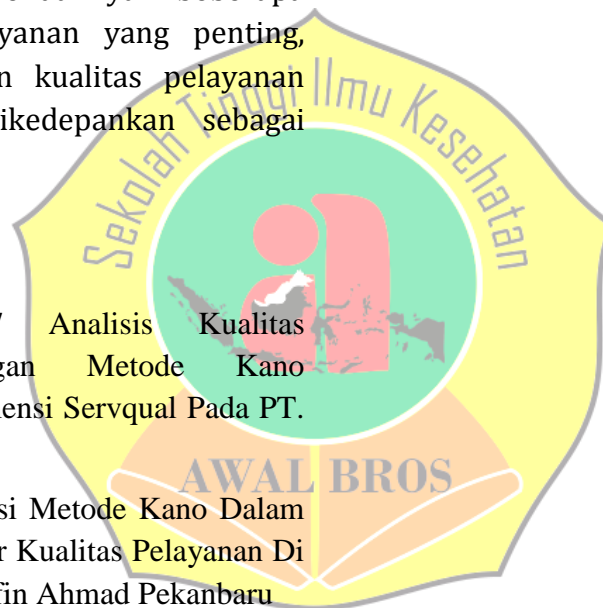 yanan yang penting,
n kualitas pelayanan
ikedepankan sebagai
Analisis Kualitas
gan Metode Kano
ensi Servqual Pada PT.
si Metode Kano Dalam
r Kualitas Pelayanan Di
fin Ahmad Pekanbaru
Sekolah Tinggi Ilmu Kesehatan
a
AWAL BROS